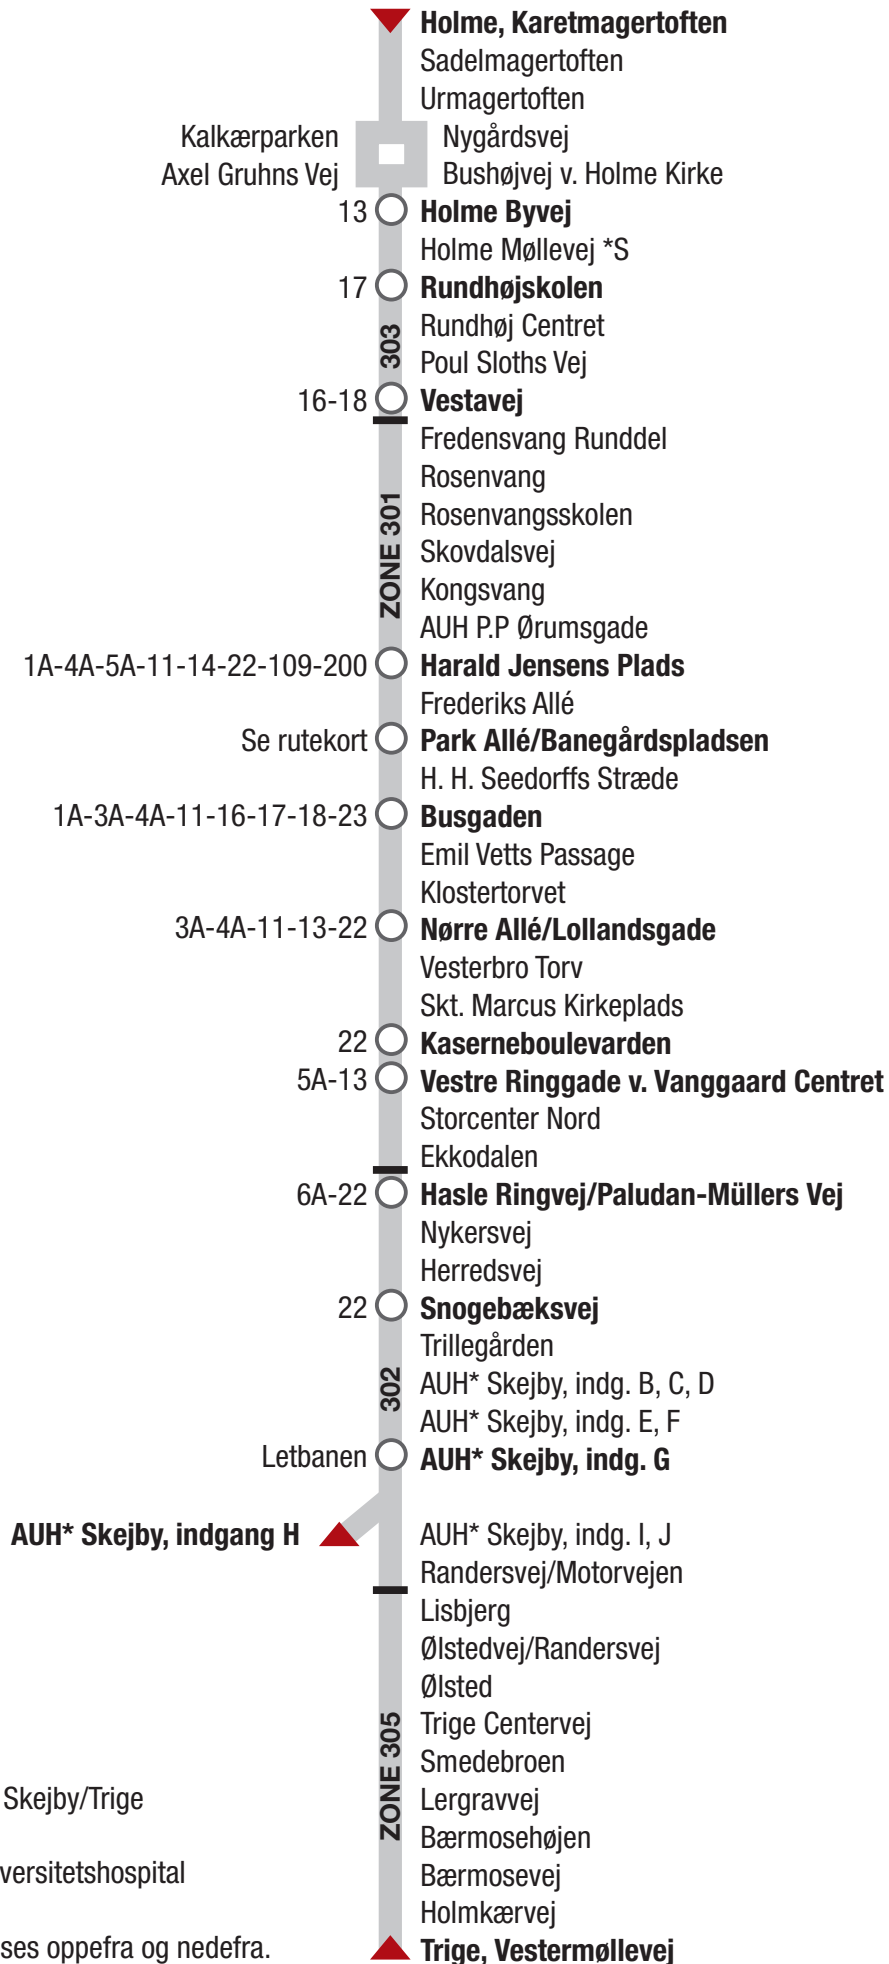 Holme, Karetmagertoften
Sadelmagertoften
Urmagertoften
Kalkærparken Nygårdsvej
Axel Gruhns Vej Bushøjvej v. Holme Kirke
13 Holme Byvej
Holme Møllevej *S
17 Rundhøjskolen
Rundhøj Centret
303
Poul Sloths Vej
16-18 Vestavej
Fredensvang Runddel
Rosenvang
Rosenvangsskolen
ZONE 301
Skovdalsvej
Kongsvang
AUH P.P Ørumsgade
1A-4A-5A-11-14-22-109-200 Harald Jensens Plads
Frederiks Allé
Se rutekort Park Allé/Banegårdspladsen
H. H. Seedorffs Stræde
1A-3A-4A-11-16-17-18-23 Busgaden
Emil Vetts Passage
Klostertorvet
3A-4A-11-13-22 Nørre Allé/Lollandsgade
Vesterbro Torv
Skt. Marcus Kirkeplads
22 Kaserneboulevarden
5A-13 Vestre Ringgade v. Vanggaard Centret
Storcenter Nord
Ekkodalen
6A-22 Hasle Ringvej/Paludan-Müllers Vej
Nykersvej
Herredsvej
22 Snogebæksvej
Trillegården
302
AUH* Skejby, indg. B, C, D
AUH* Skejby, indg. E, F
Letbanen AUH* Skejby, indg. G
AUH* Skejby, indgang H
AUH* Skejby, indg. I, J
Randersvej/Motorvejen
Lisbjerg
Ølstedvej/Randersvej
Ølsted
Trige Centervej
ZONE 305
Smedebroen
Skejby/Trige
Lergravvej
Bærmosehøjen
versitetshospital
Bærmosevej
Holmkærvej
ses oppefra og nedefra.
Trige, Vestermøllevej